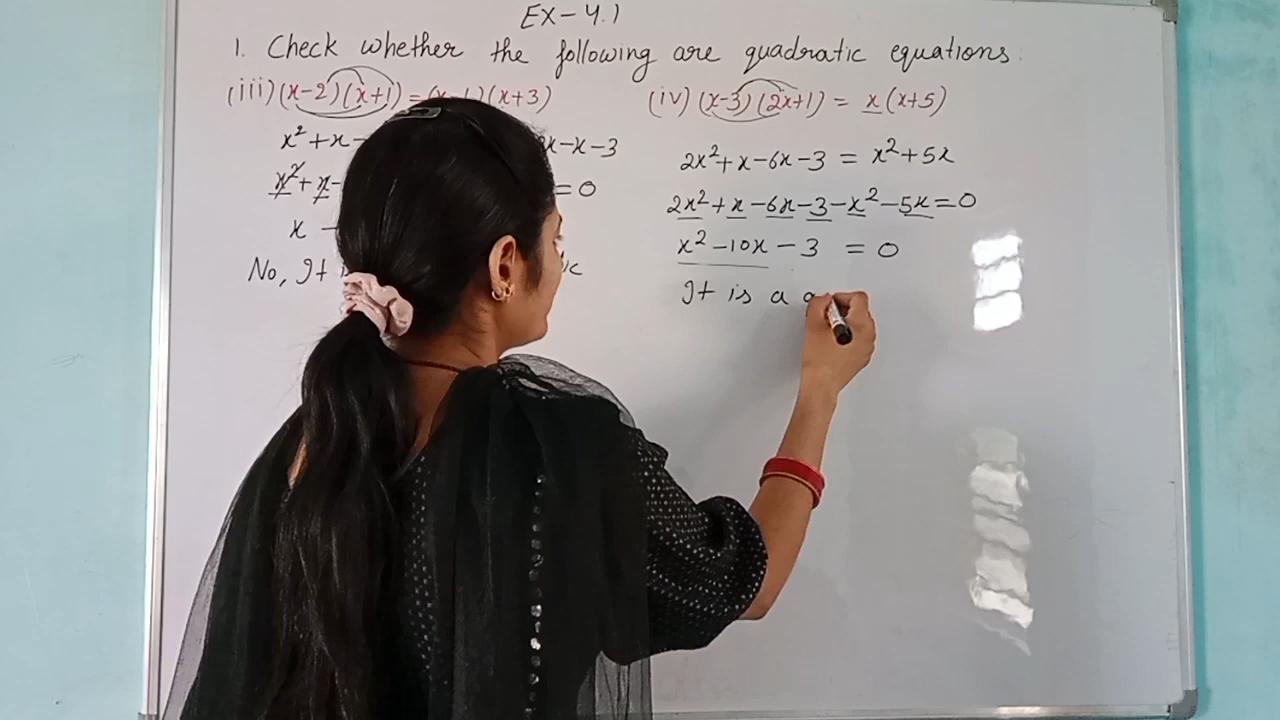 EX-4.1
1. Check whether the following are quadratic equations:
(iii) (x-2)(x+1) = (x-1)(x+3)
x²+x- x-x-3
x²+x- =0
x -
No, It
(iv) (x-3)(2x+1) = x(x+5)
2x²+x-6x-3 = x²+5x
2x²+x-6x-3-x²-5x=0
x²-10x-3 = 0
It is a q